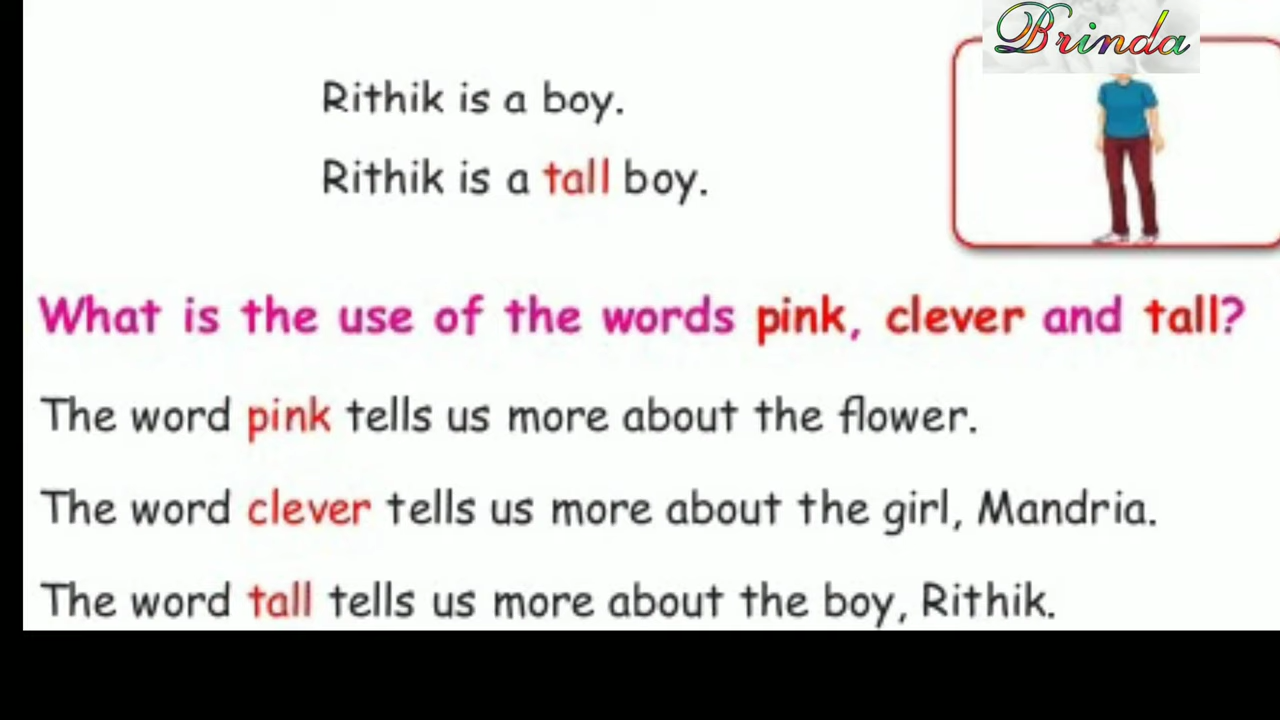 Brinda
Rithik is a boy.
Rithik is a tall boy.
What is the use of the words pink, clever and tall?
The word pink tells us more about the flower.
The word clever tells us more about the girl, Mandria.
The word tall tells us more about the boy, Rithik.